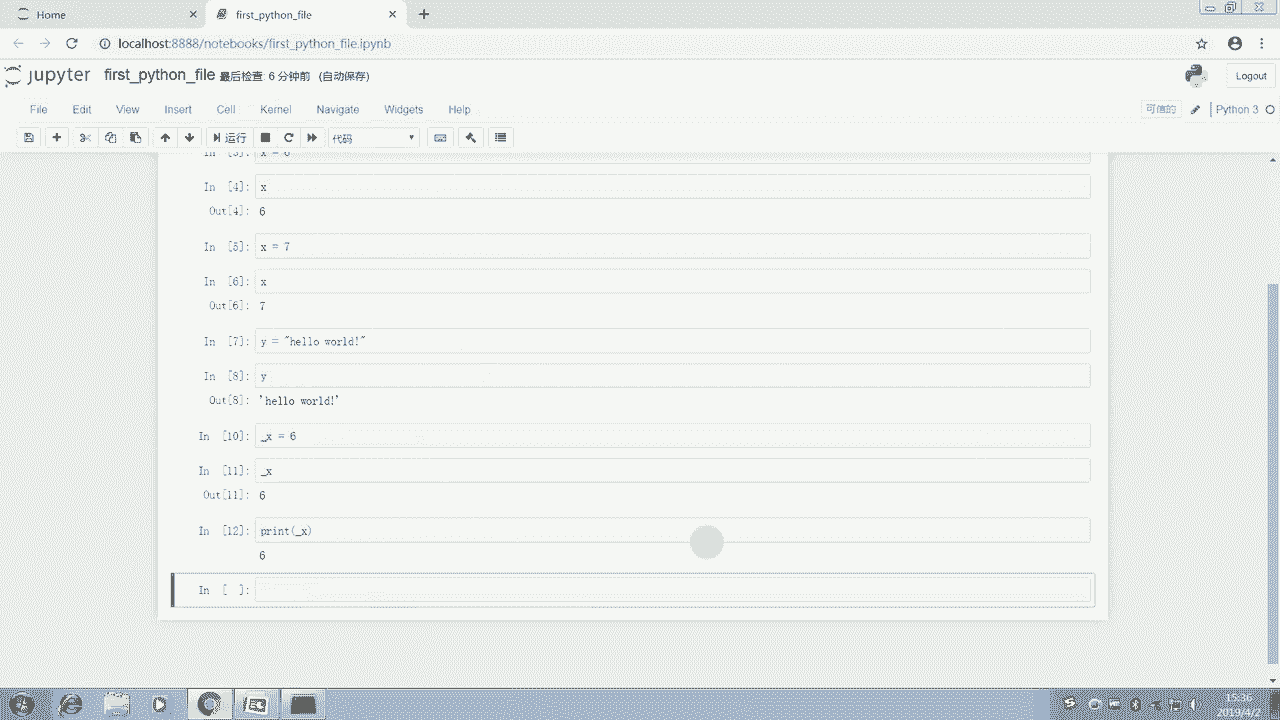 Home
first_python_file
localhost:8888/notebooks/first_python_file.ipynb
jupyter first_python_file 最后检查: 6 分钟前 (自动保存)
Logout
File Edit View Insert Cell Kernel Navigate Widgets Help
可信的
Python 3
运行
代码
In [3]: x = 6
In [4]: x
Out[4]: 6
In [5]: x = 7
In [6]: x
Out[6]: 7
In [7]: y = "hello world!"
In [8]: y
Out[8]: 'hello world!'
In [10]: _x = 6
In [11]: _x
Out[11]: 6
In [12]: print(_x)
6
In [ ]:
15:36
2019/4/2